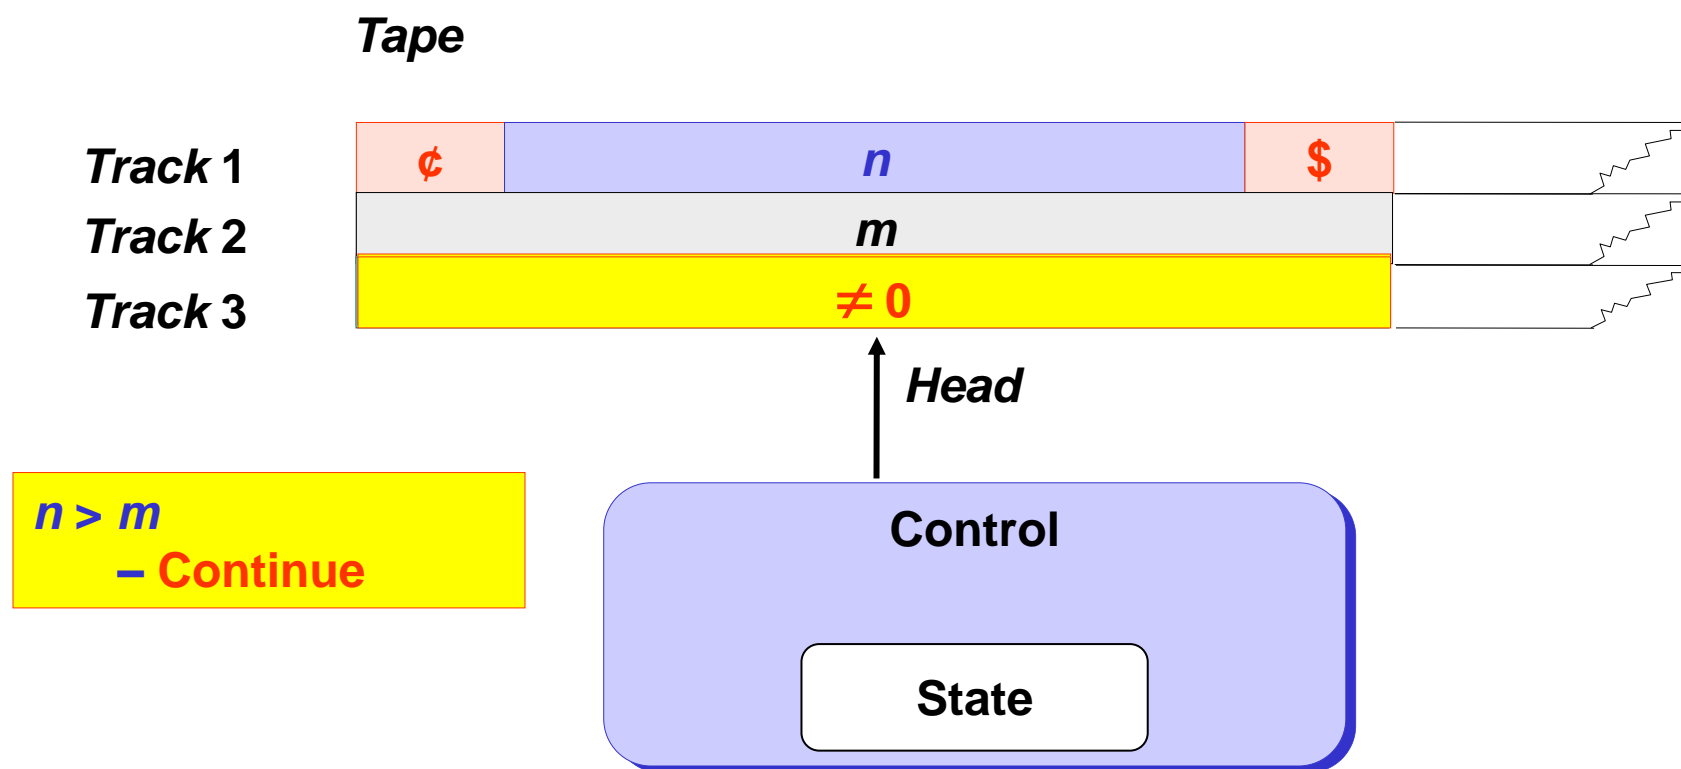 Tape
Track 1
¢ n $
Track 2
m
Track 3
≠ 0
Head
n > m
– Continue
Control
State